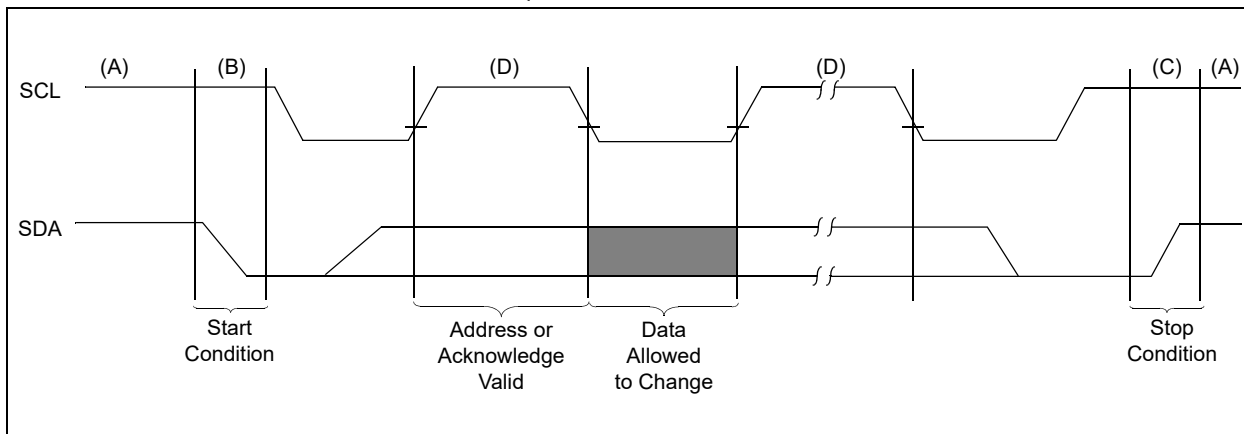 (A) (B) (D) (D) (C) (A)
SCL
SDA
Start
Condition
Address or
Acknowledge
Valid
Data
Allowed
to Change
Stop
Condition